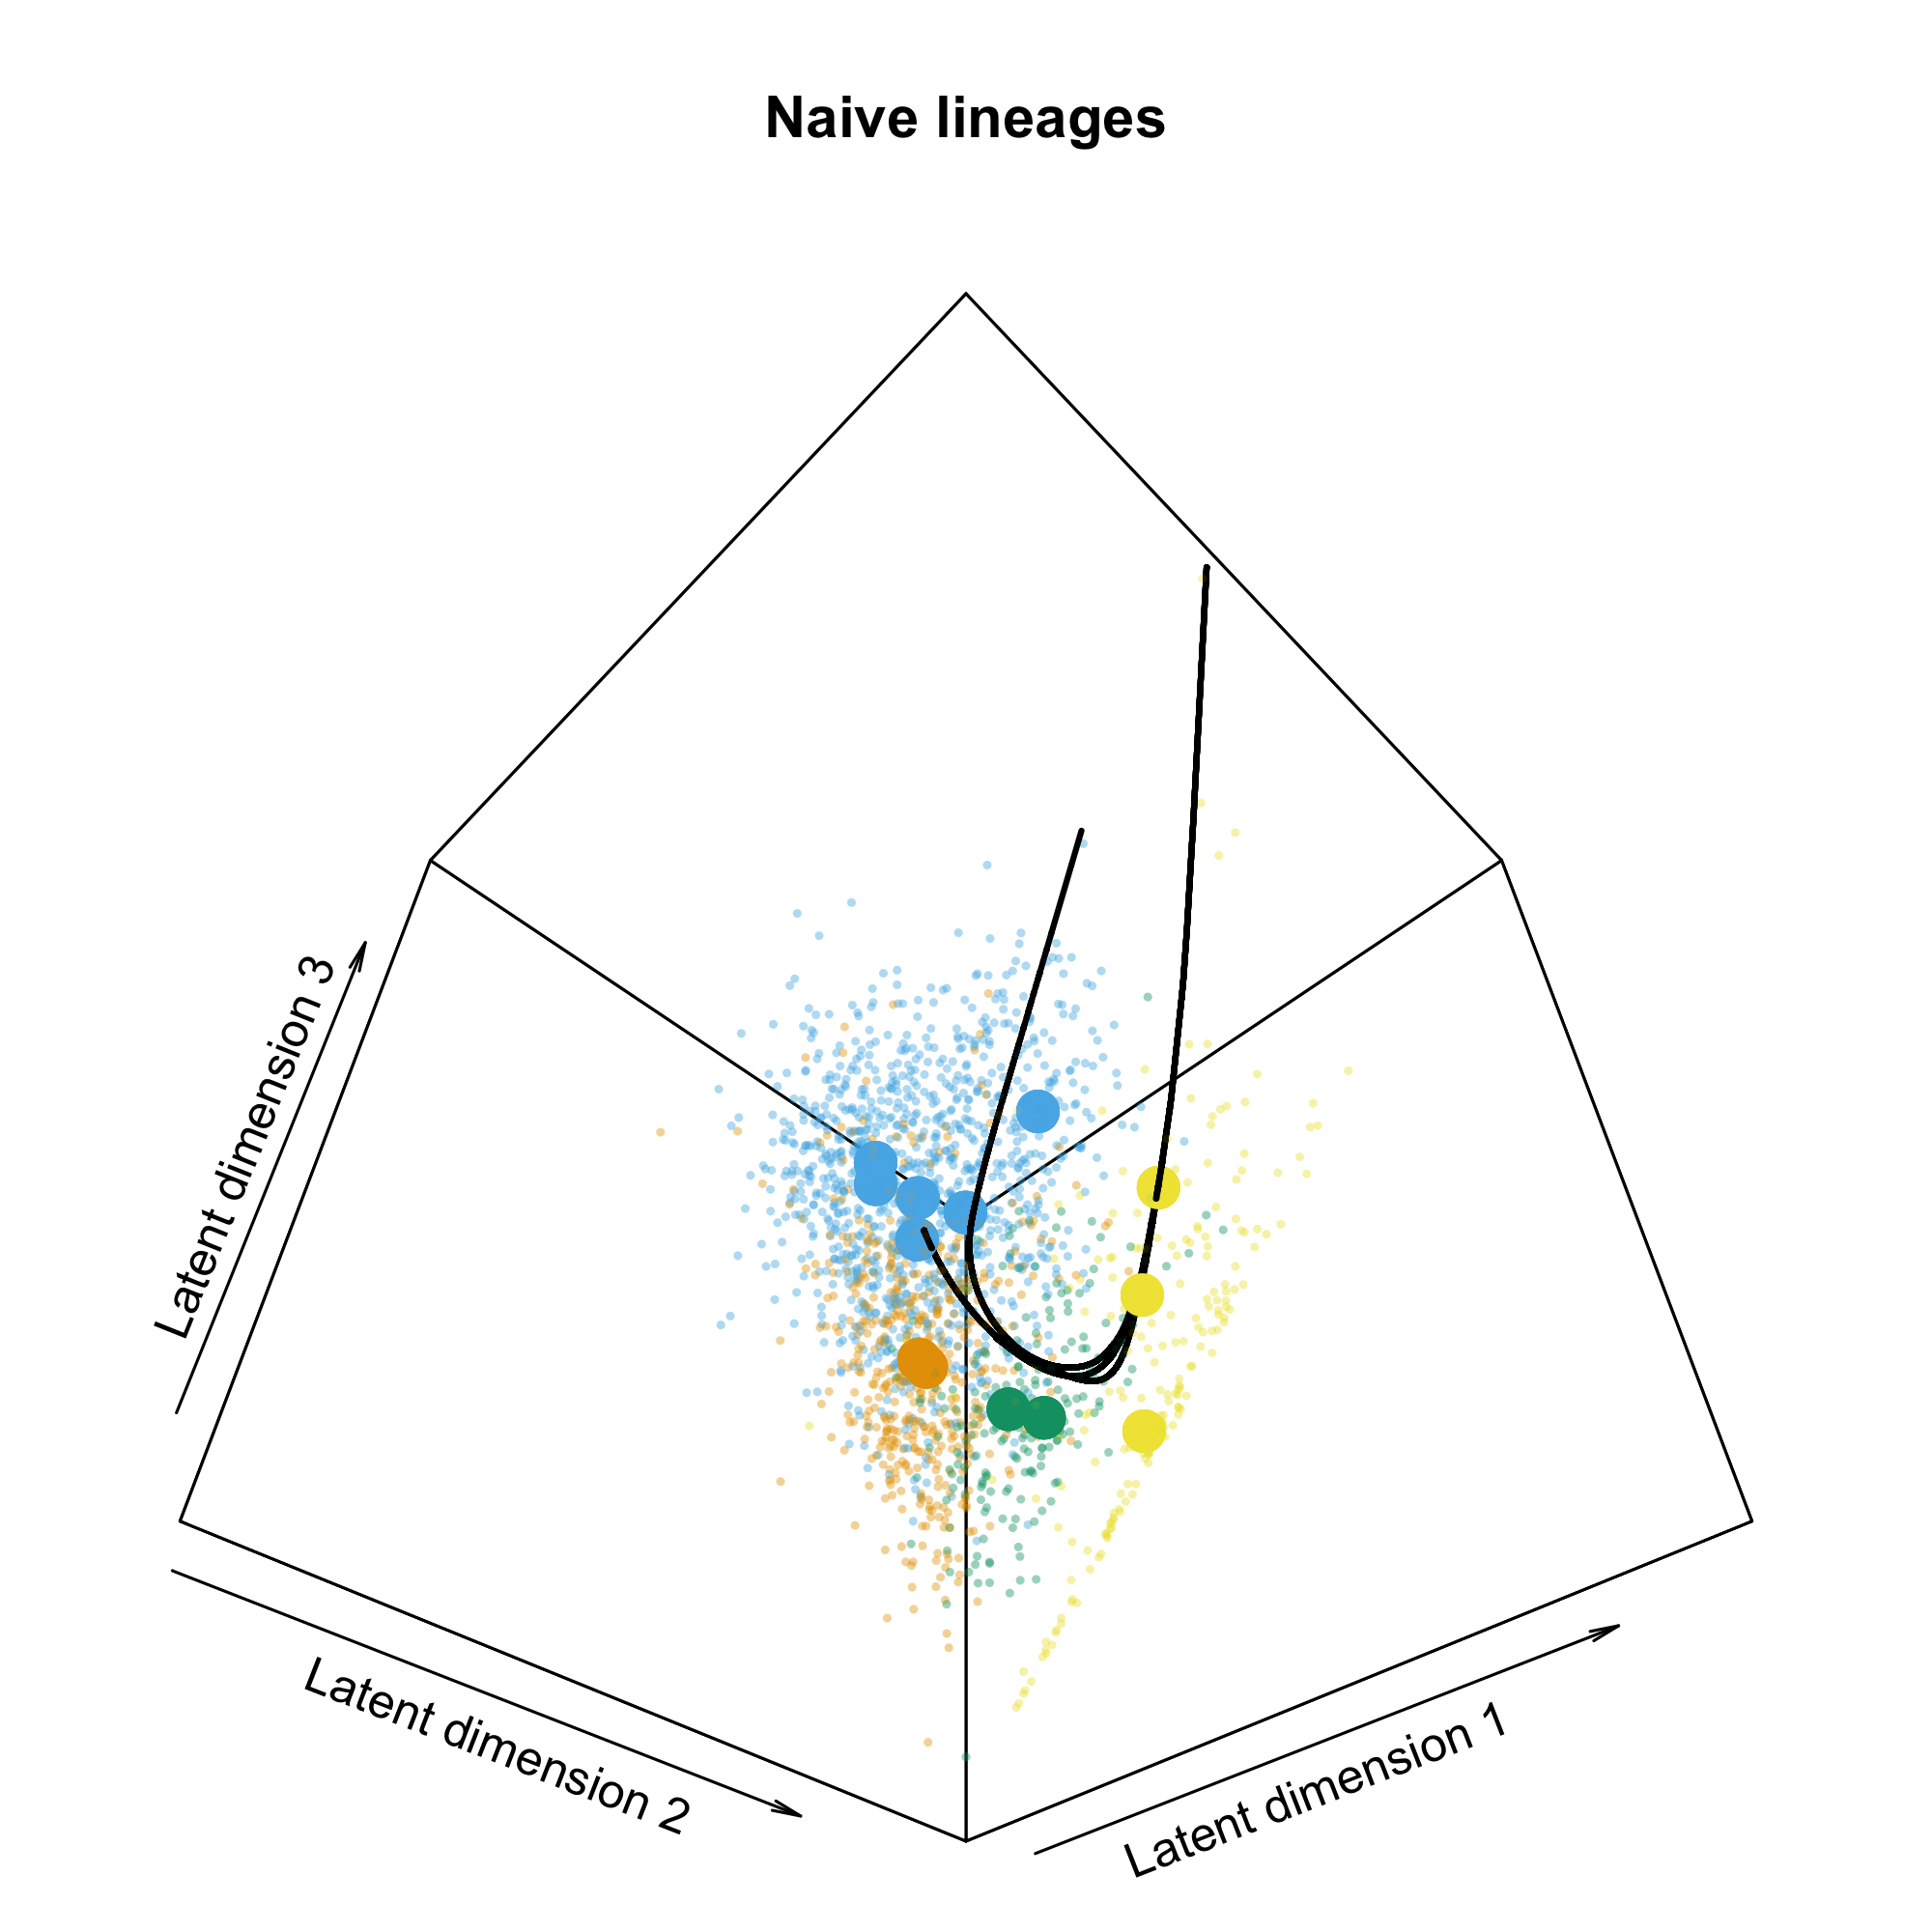 Naive lineages
Latent dimension 3
Latent dimension 2
Latent dimension 1